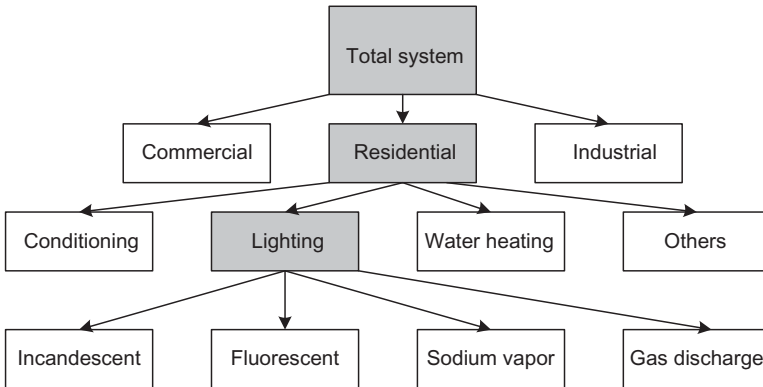 Total system
Commercial
Residential
Industrial
Conditioning
Lighting
Water heating
Others
Incandescent
Fluorescent
Sodium vapor
Gas discharge